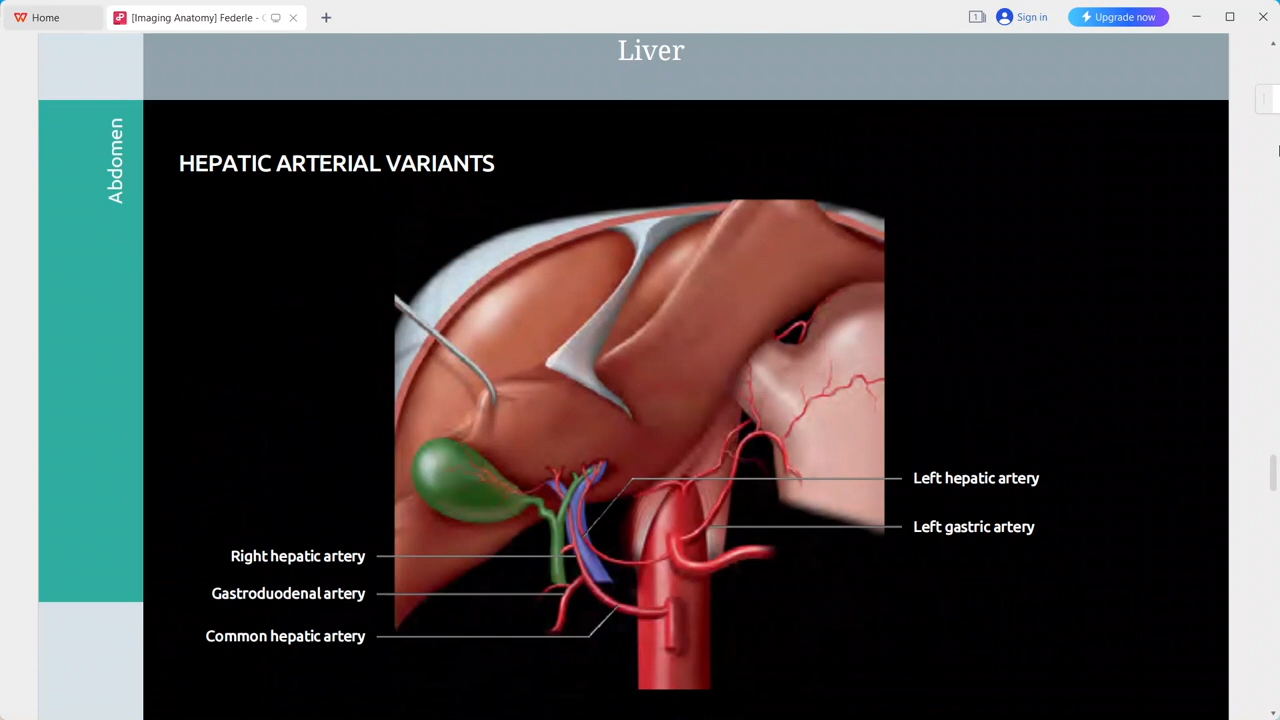 Home
[Imaging Anatomy] Federle - (
1
Sign in
Upgrade now
Liver
Abdomen
HEPATIC ARTERIAL VARIANTS
Left hepatic artery
Left gastric artery
Right hepatic artery
Gastroduodenal artery
Common hepatic artery